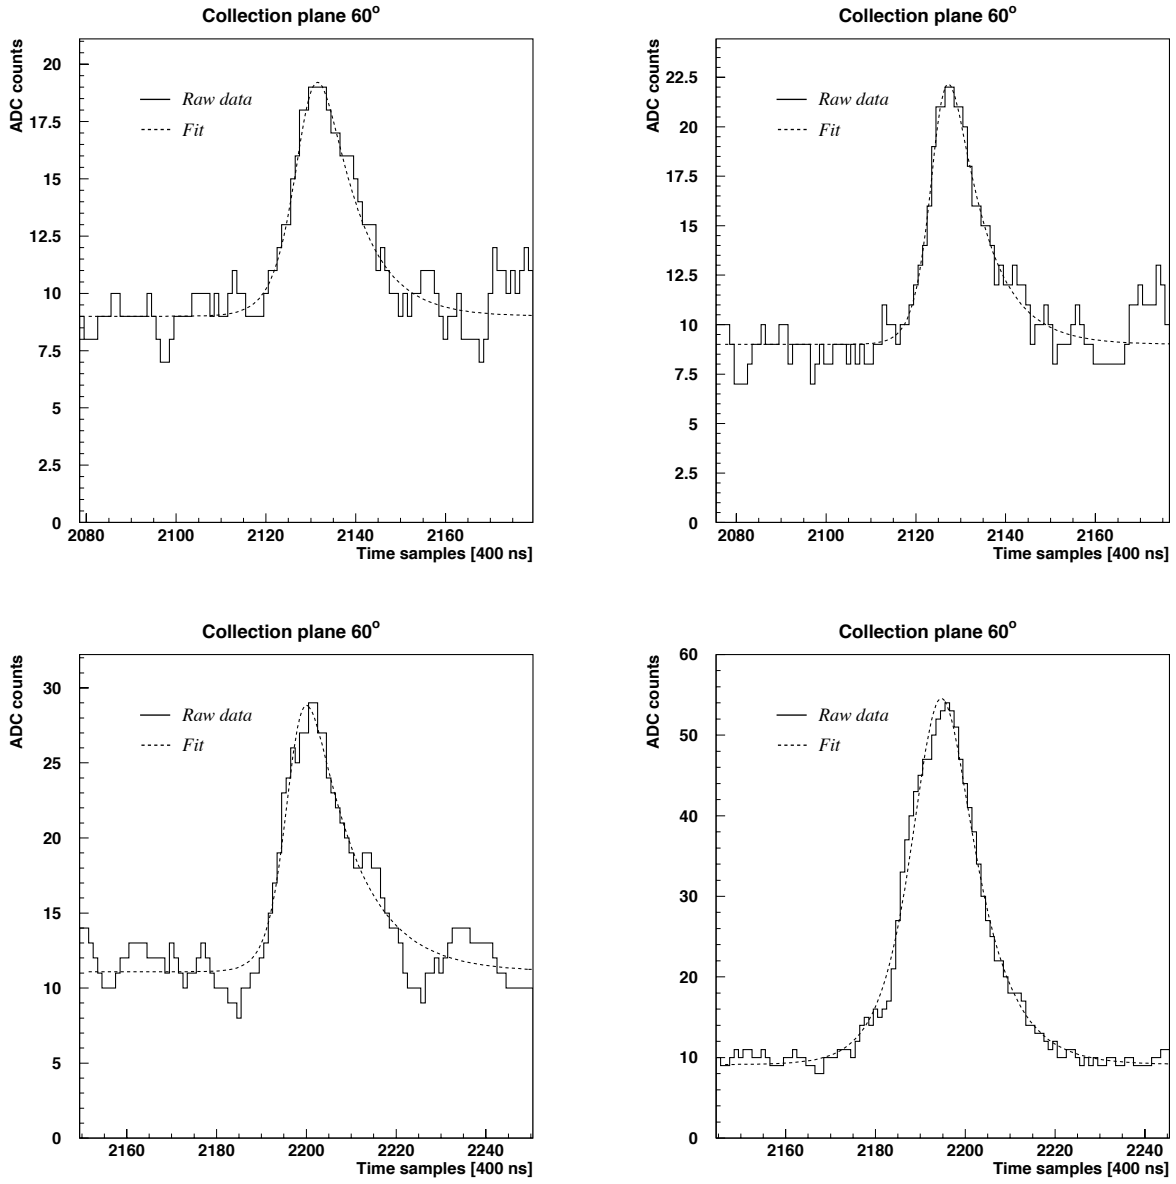 Collection plane 60°
ADC counts
20
17.5
15
12.5
10
7.5
5
2.5
0
Raw data
Fit
2080 2100 2120 2140 2160
Time samples [400 ns]
Collection plane 60°
ADC counts
22.5
20
17.5
15
12.5
10
7.5
5
2.5
0
Raw data
Fit
2080 2100 2120 2140 2160
Time samples [400 ns]
Collection plane 60°
ADC counts
30
25
20
15
10
5
0
Raw data
Fit
2160 2180 2200 2220 2240
Time samples [400 ns]
Collection plane 60°
ADC counts
60
50
40
30
20
10
0
Raw data
Fit
2160 2180 2200 2220 2240
Time samples [400 ns]